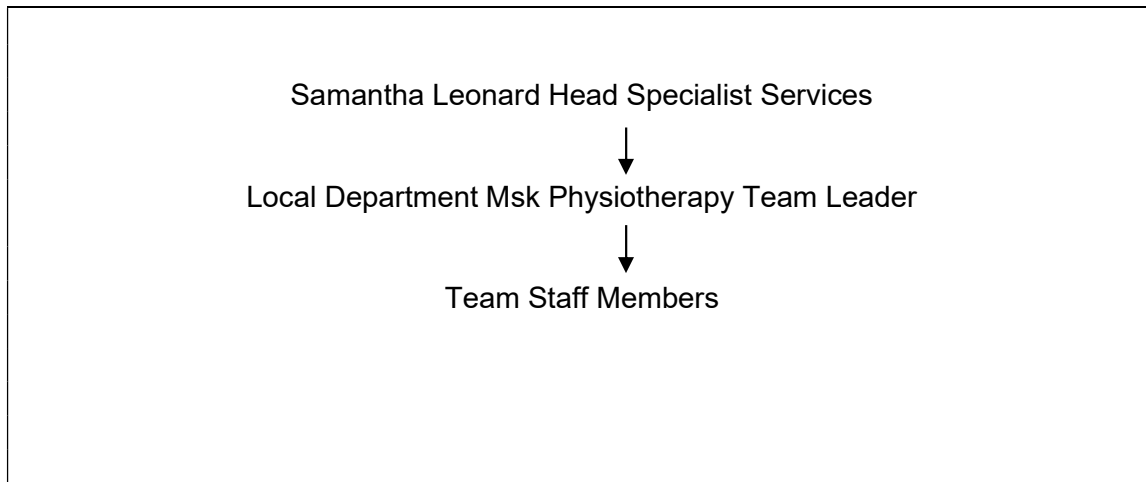 Samantha Leonard Head Specialist Services
Local Department Msk Physiotherapy Team Leader
Team Staff Members